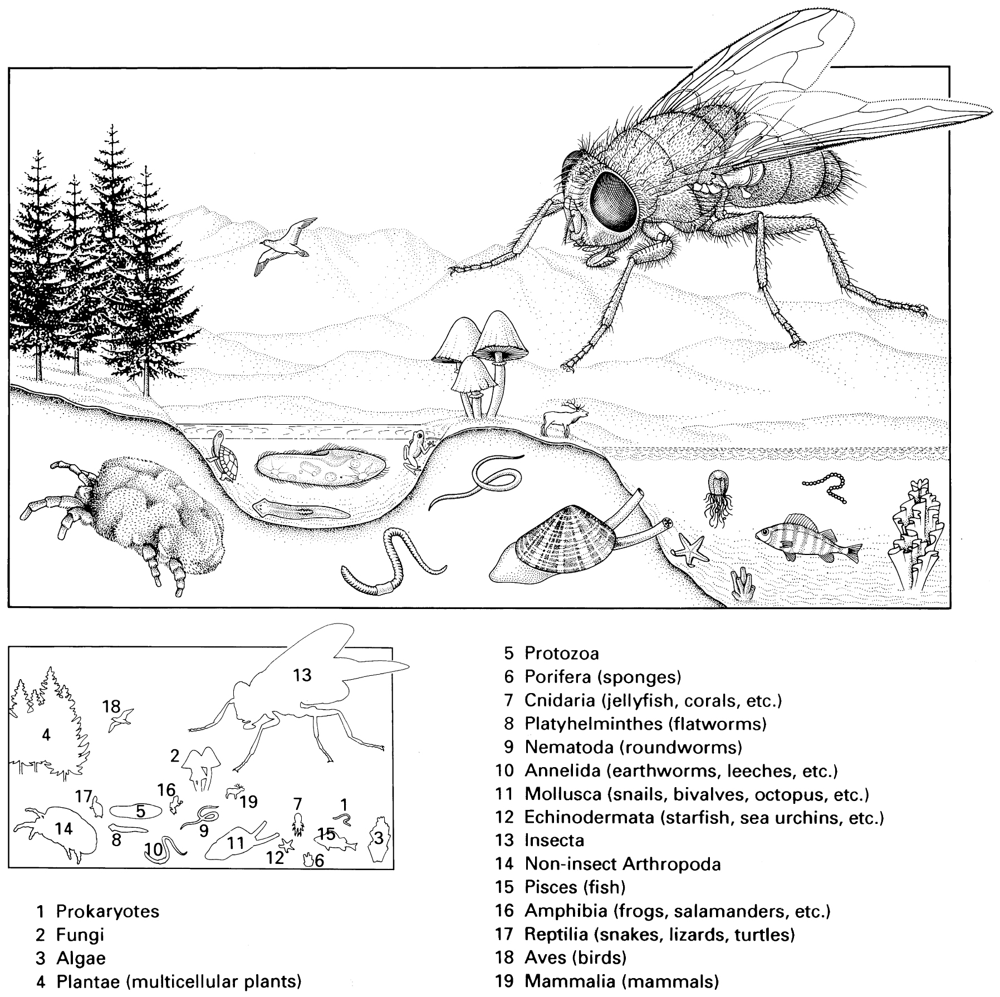 13
18
4
2
16
17
19
7
1
5
14
9
15
3
8
11
10
12
6
1 Prokaryotes
2 Fungi
3 Algae
4 Plantae (multicellular plants)
5 Protozoa
6 Porifera (sponges)
7 Cnidaria (jellyfish, corals, etc.)
8 Platyhelminthes (flatworms)
9 Nematoda (roundworms)
10 Annelida (earthworms, leeches, etc.)
11 Mollusca (snails, bivalves, octopus, etc.)
12 Echinodermata (starfish, sea urchins, etc.)
13 Insecta
14 Non-insect Arthropoda
15 Pisces (fish)
16 Amphibia (frogs, salamanders, etc.)
17 Reptilia (snakes, lizards, turtles)
18 Aves (birds)
19 Mammalia (mammals)